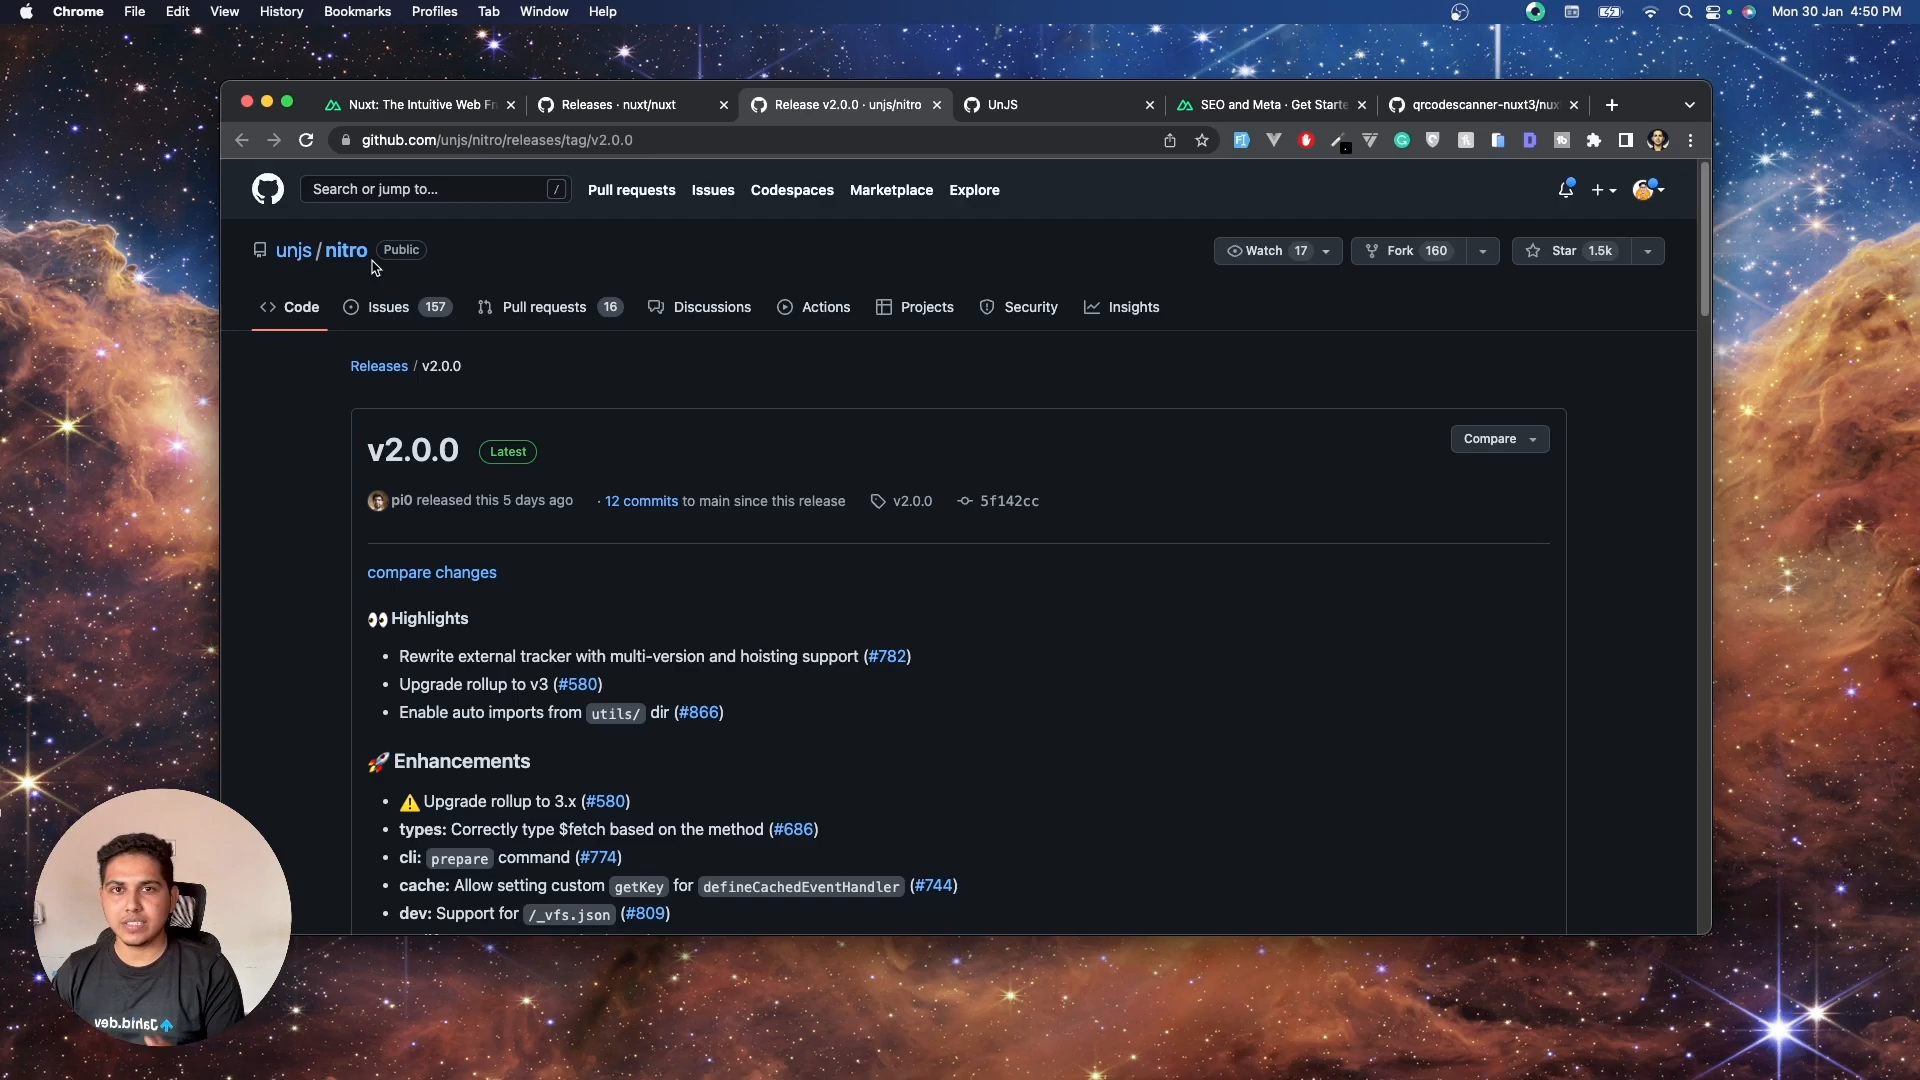 Chrome File Edit View History Bookmarks Profiles Tab Window Help Mon 30 Jan 4:50 PM
Nuxt: The Intuitive Web Fr Releases · nuxt/nuxt Release v2.0.0 · unjs/nitro UnJS SEO and Meta · Get Starte qrcodescanner-nuxt3/nux
github.com/unjs/nitro/releases/tag/v2.0.0
Search or jump to... / Pull requests Issues Codespaces Marketplace Explore
unjs / nitro Public Watch 17 Fork 160 Star 1.5k
Code Issues 157 Pull requests 16 Discussions Actions Projects Security Insights
Releases / v2.0.0
v2.0.0 Latest Compare
pi0 released this 5 days ago · 12 commits to main since this release v2.0.0 5f142cc
compare changes
👀 Highlights
• Rewrite external tracker with multi-version and hoisting support (#782)
• Upgrade rollup to v3 (#580)
• Enable auto imports from utils/ dir (#866)
🚀 Enhancements
• ⚠️ Upgrade rollup to 3.x (#580)
• types: Correctly type $fetch based on the method (#686)
• cli: prepare command (#774)
• cache: Allow setting custom getKey for defineCachedEventHandler (#744)
• dev: Support for /_vfs.json (#809)
Jahid.dev